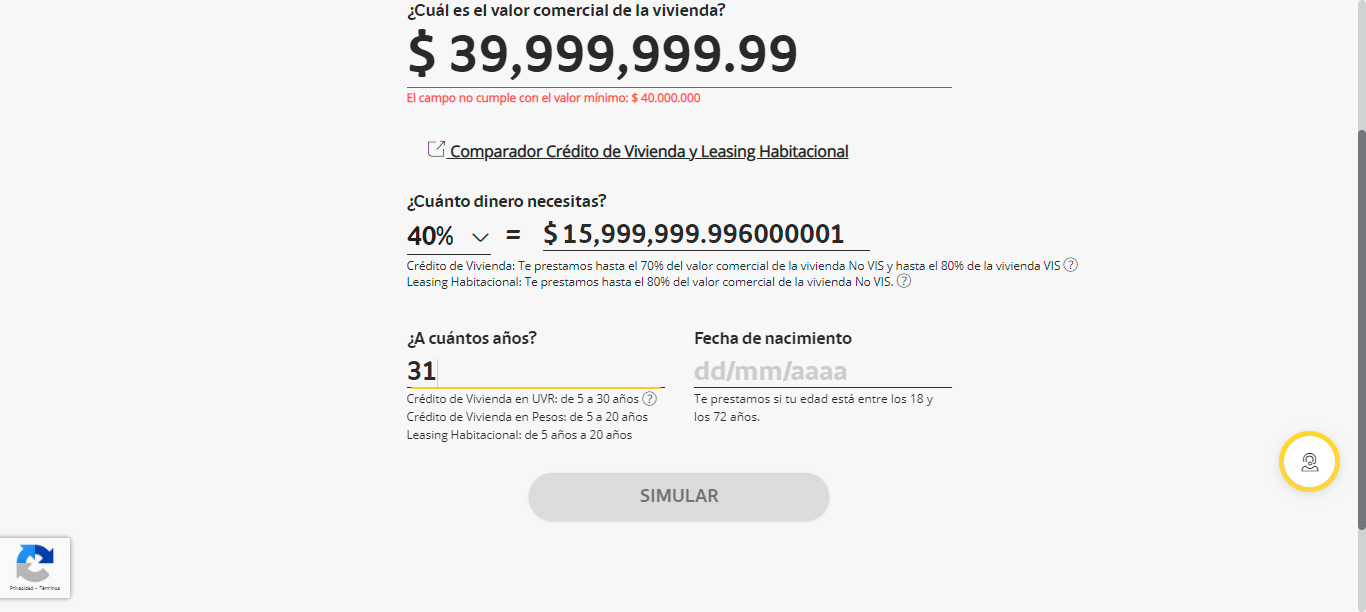 ¿Cuál es el valor comercial de la vivienda?
$ 39,999,999.99
El campo no cumple con el valor mínimo: $ 40.000.000
Comparador Crédito de Vivienda y Leasing Habitacional
¿Cuánto dinero necesitas?
40% = $ 15,999,999.996000001
Crédito de Vivienda: Te prestamos hasta el 70% del valor comercial de la vivienda No VIS y hasta el 80% de la vivienda VIS ?
Leasing Habitacional: Te prestamos hasta el 80% del valor comercial de la vivienda No VIS. ?
¿A cuántos años?
31
Crédito de Vivienda en UVR: de 5 a 30 años ?
Crédito de Vivienda en Pesos: de 5 a 20 años
Leasing Habitacional: de 5 años a 20 años
Fecha de nacimiento
dd/mm/aaaa
Te prestamos si tu edad está entre los 18 y
los 72 años.
SIMULAR
Privacidad - Términos